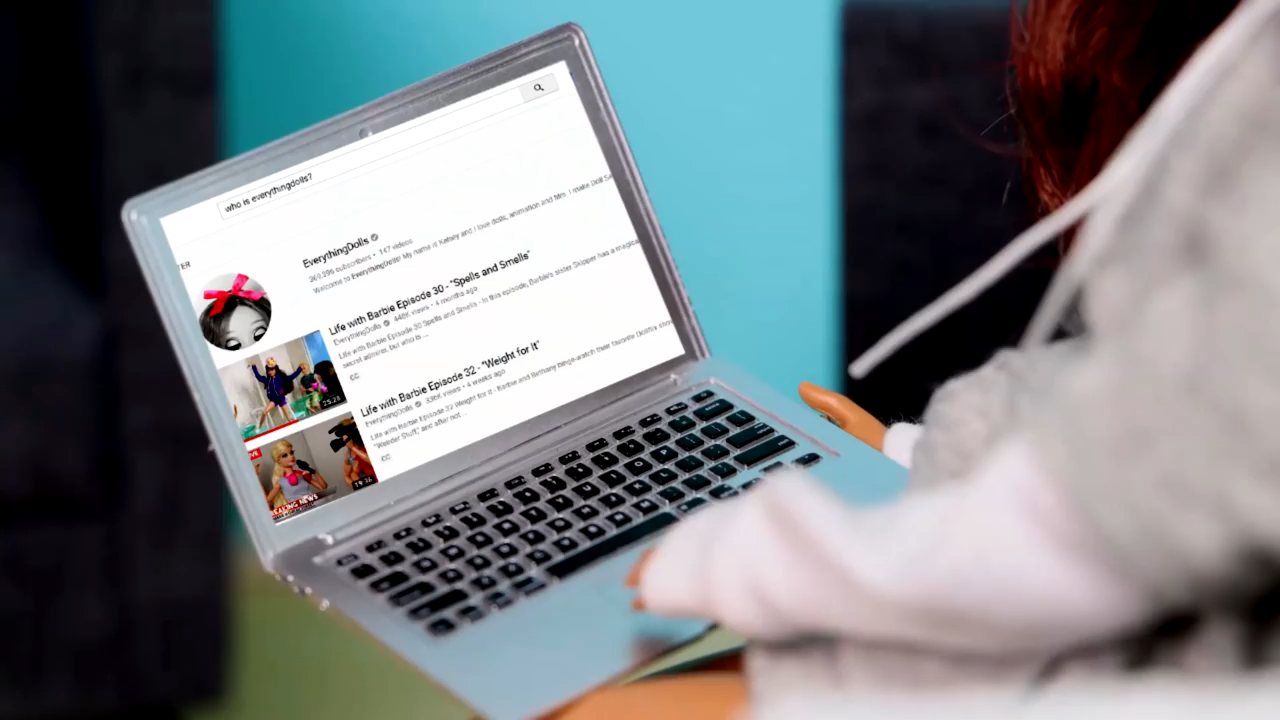 who is everythingdolls?
TER
EverythingDolls
369,396 subscribers • 147 videos
Welcome to EverythingDolls! My name is Kelsey and I love dolls, animation and film. I make Doll
Life with Barbie Episode 30 - "Spells and Smells"
EverythingDolls 448K views • 4 months ago
Life with Barbie Episode 30 Spells and Smells - In this episode, Barbie's sister Skipper has a magical
secret admirer, but who is ...
CC
25:28
Life with Barbie Episode 32 - "Weight for It"
EverythingDolls 336K views • 4 weeks ago
Life with Barbie Episode 32 Weight for It - Barbie and Brittany binge-watch their favorite Dollflix
"Weirder Stuff," and after not ...
CC
19:36
EAKING NEWS